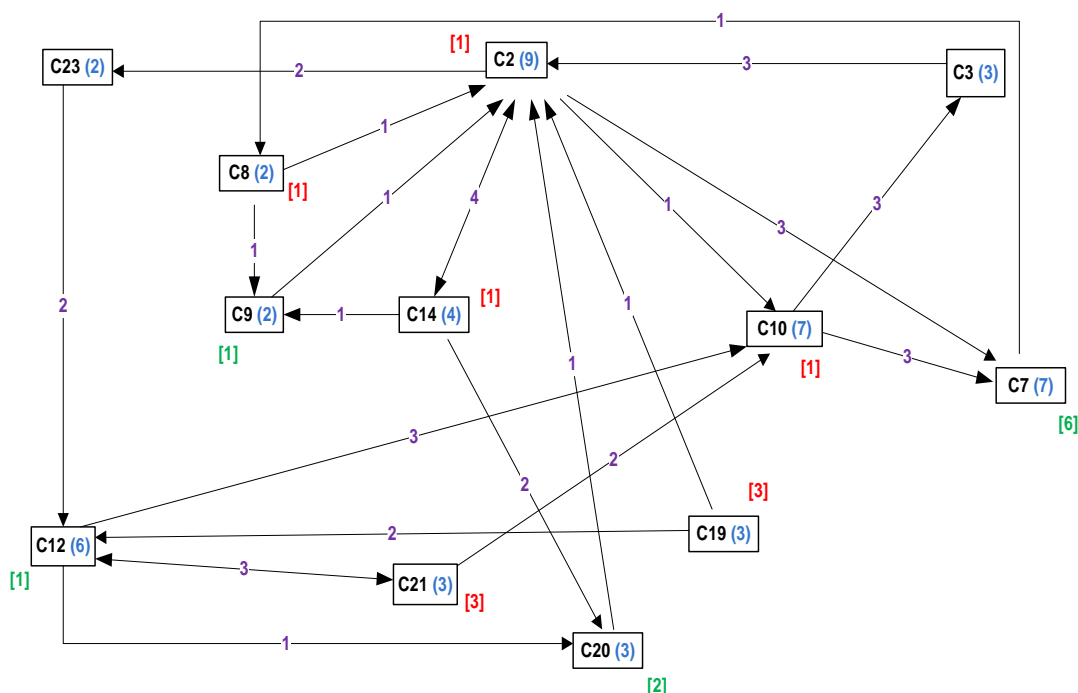 1
[1]
C2 (9)
C23 (2)
2
3
C3 (3)
1
C8 (2)
[1]
1
4
1
3
3
1
2
1
C9 (2)
1
C14 (4)
[1]
C10 (7)
[1]
3
C7 (7)
[6]
[1]
1
3
2
2
[3]
C19 (3)
2
C12 (6)
[1]
3
C21 (3)
[3]
1
C20 (3)
[2]